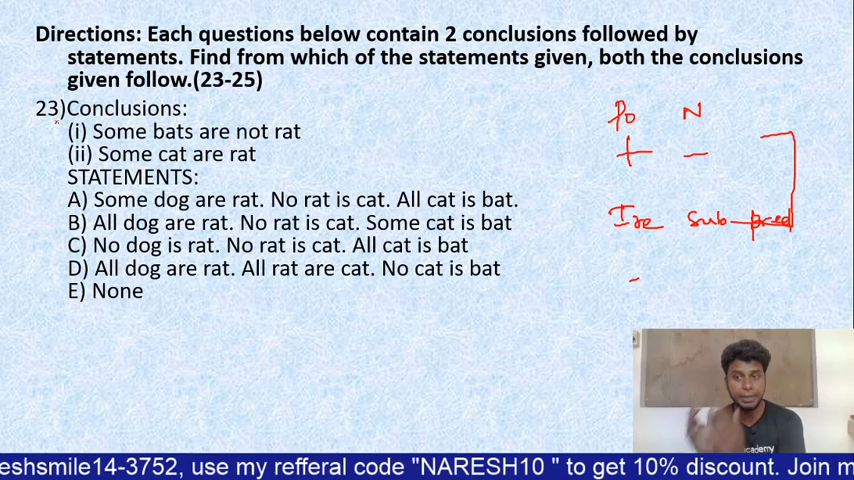 Directions: Each questions below contain 2 conclusions followed by
statements. Find from which of the statements given, both the conclusions
given follow.(23-25)
23)Conclusions:
(i) Some bats are not rat
(ii) Some cat are rat
STATEMENTS:
A) Some dog are rat. No rat is cat. All cat is bat.
B) All dog are rat. No rat is cat. Some cat is bat
C) No dog is rat. No rat is cat. All cat is bat
D) All dog are rat. All rat are cat. No cat is bat
E) None
Po N
+ -
Ire Sub-pred
-
academy
eshsmile14-3752, use my refferal code "NARESH10 " to get 10% discount. Join m